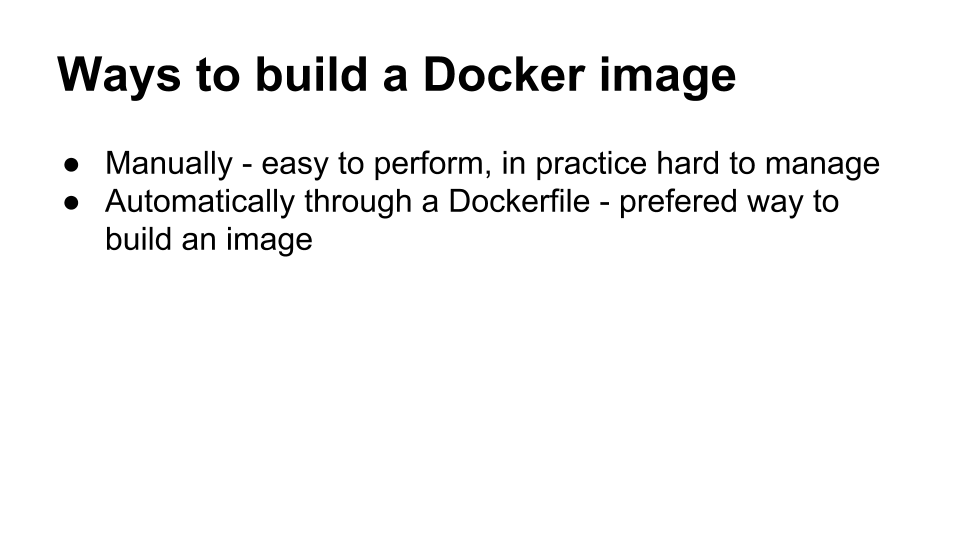 Ways to build a Docker image
● Manually - easy to perform, in practice hard to manage
● Automatically through a Dockerfile - prefered way to
build an image